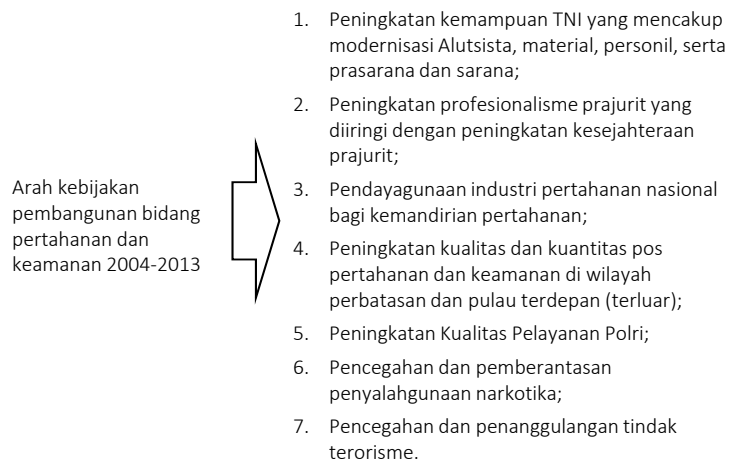 Arah kebijakan
pembangunan bidang
pertahanan dan
keamanan 2004-2013
1. Peningkatan kemampuan TNI yang mencakup
modernisasi Alutsista, material, personil, serta
prasarana dan sarana;
2. Peningkatan profesionalisme prajurit yang
diiringi dengan peningkatan kesejahteraan
prajurit;
3. Pendayagunaan industri pertahanan nasional
bagi kemandirian pertahanan;
4. Peningkatan kualitas dan kuantitas pos
pertahanan dan keamanan di wilayah
perbatasan dan pulau terdepan (terluar);
5. Peningkatan Kualitas Pelayanan Polri;
6. Pencegahan dan pemberantasan
penyalahgunaan narkotika;
7. Pencegahan dan penanggulangan tindak
terorisme.